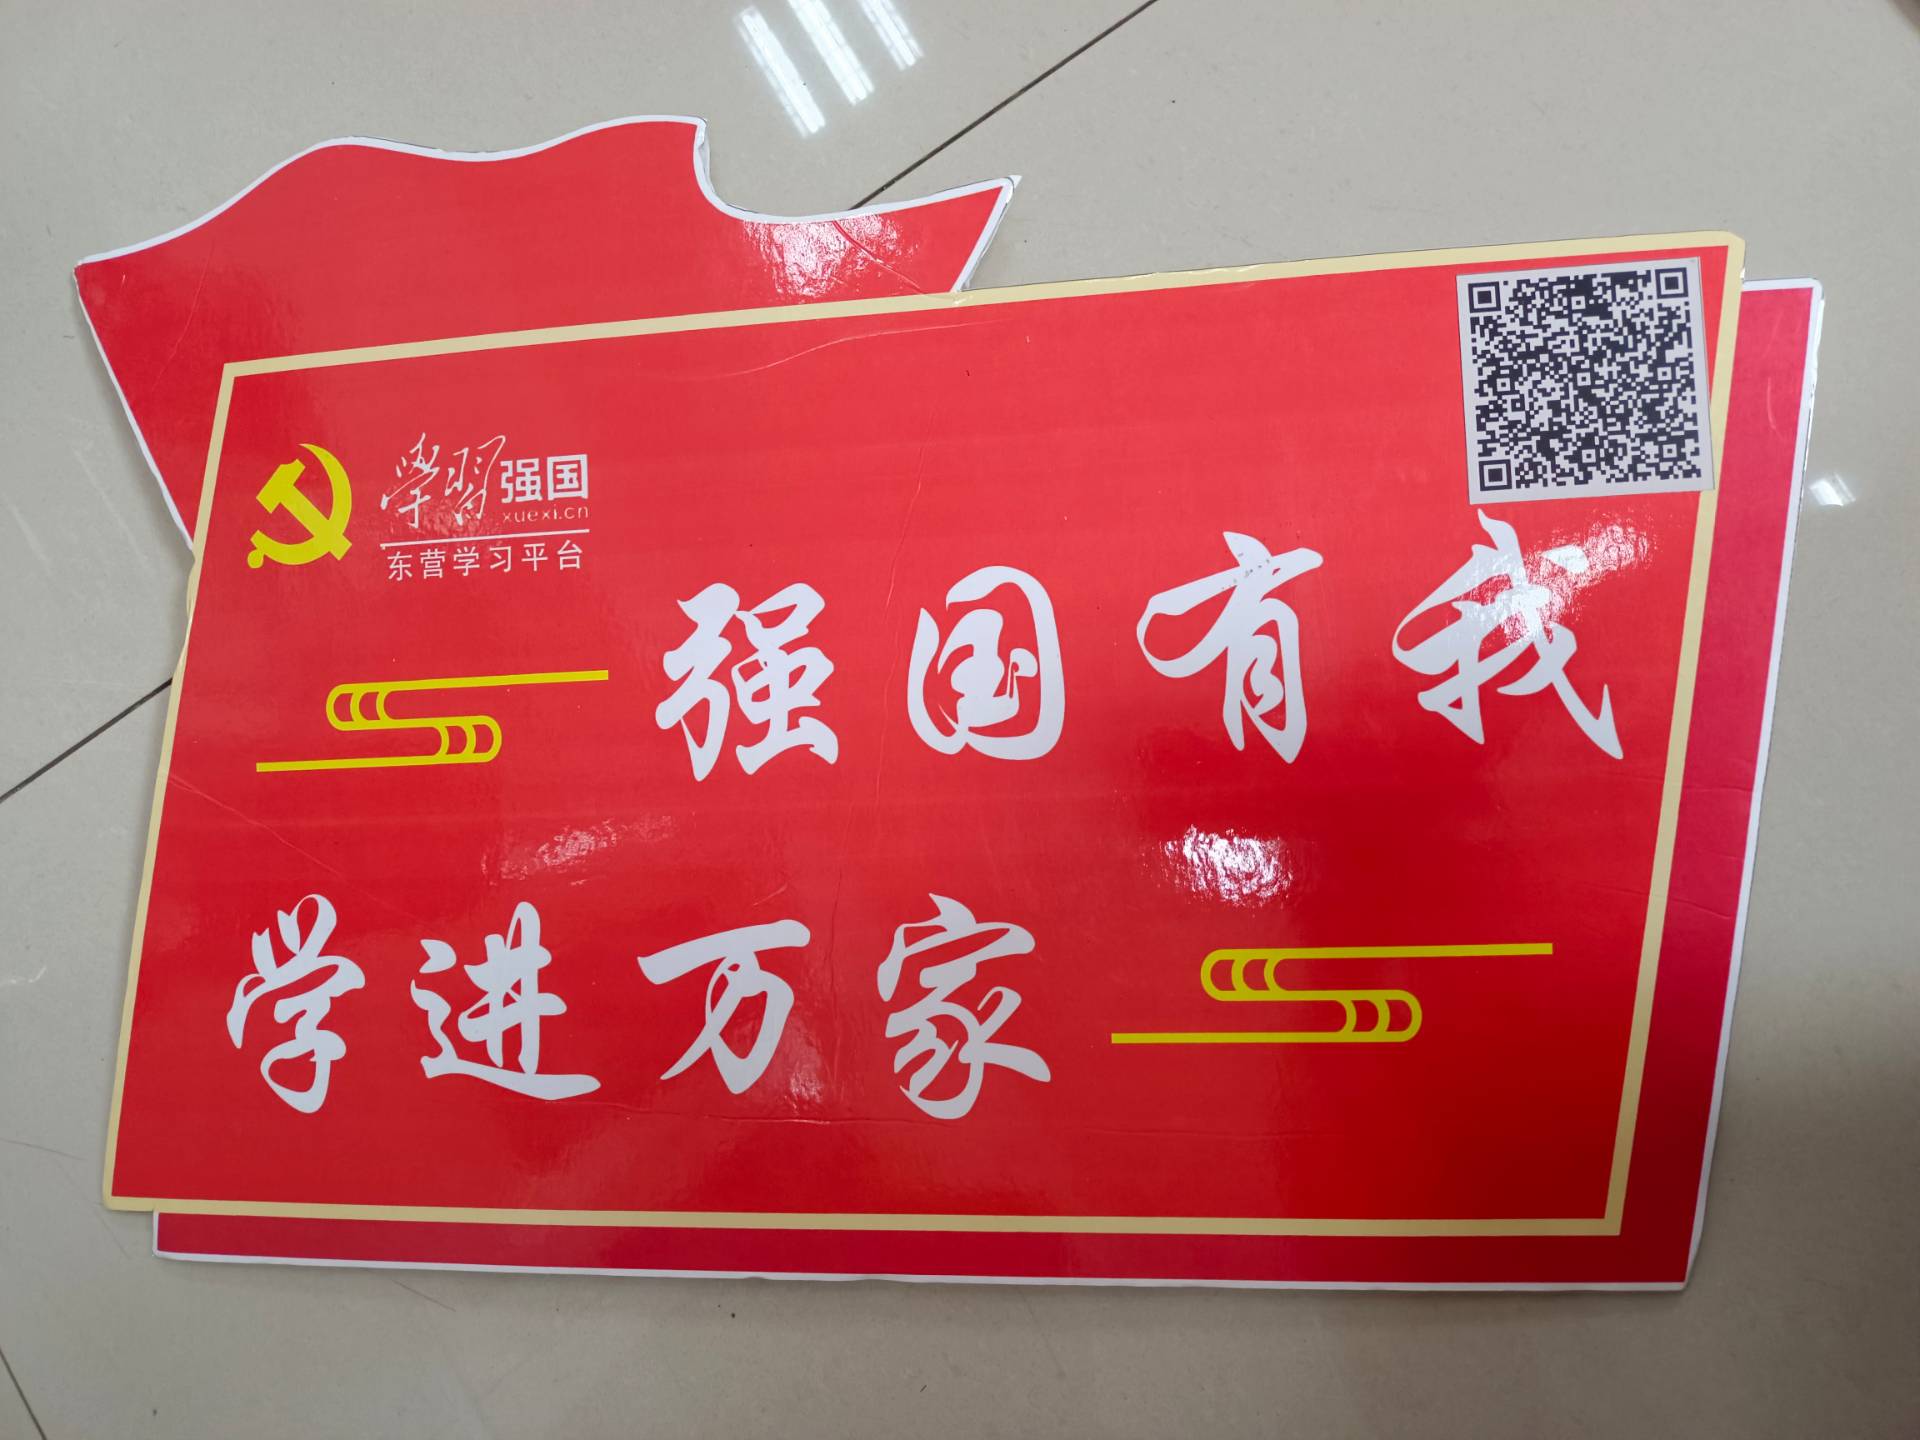 学習强国
xuexi.cn
东营学习平台
强国有我
学进万家